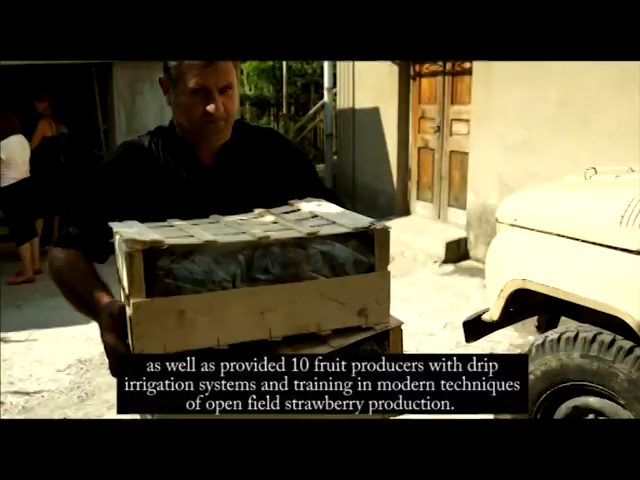 as well as provided 10 fruit producers with drip
irrigation systems and training in modern techniques
of open field strawberry production.